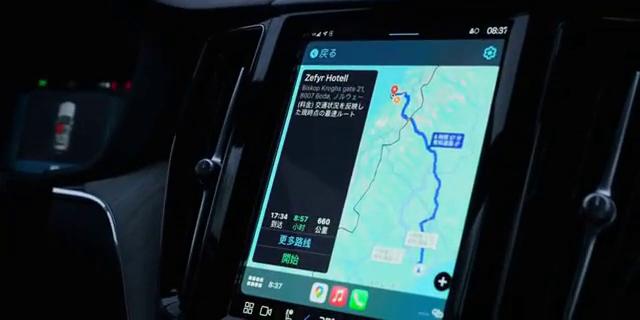 08:37
戻る
Zefyr Hotell
Biskop Kroghs gate 21,
8007 Bodø, ノルウェー
(料金) 交通状況を反映し
た現時点の最速ルート
17:34 8:57 660
到达 小时 公里
更多路线
開始
8:37